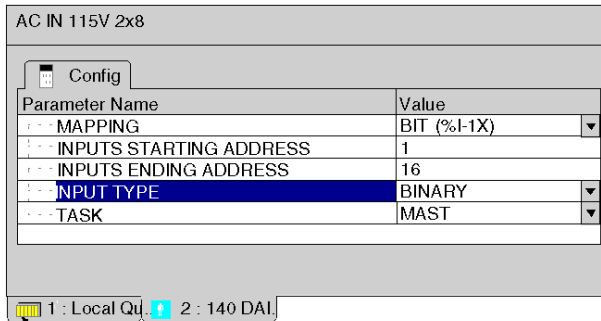 AC IN 115V 2x8
Config
Parameter Name Value
MAPPING BIT (%I-1X)
INPUTS STARTING ADDRESS 1
INPUTS ENDING ADDRESS 16
INPUT TYPE BINARY
TASK MAST
1 : Local Qu... 2 : 140 DAI.